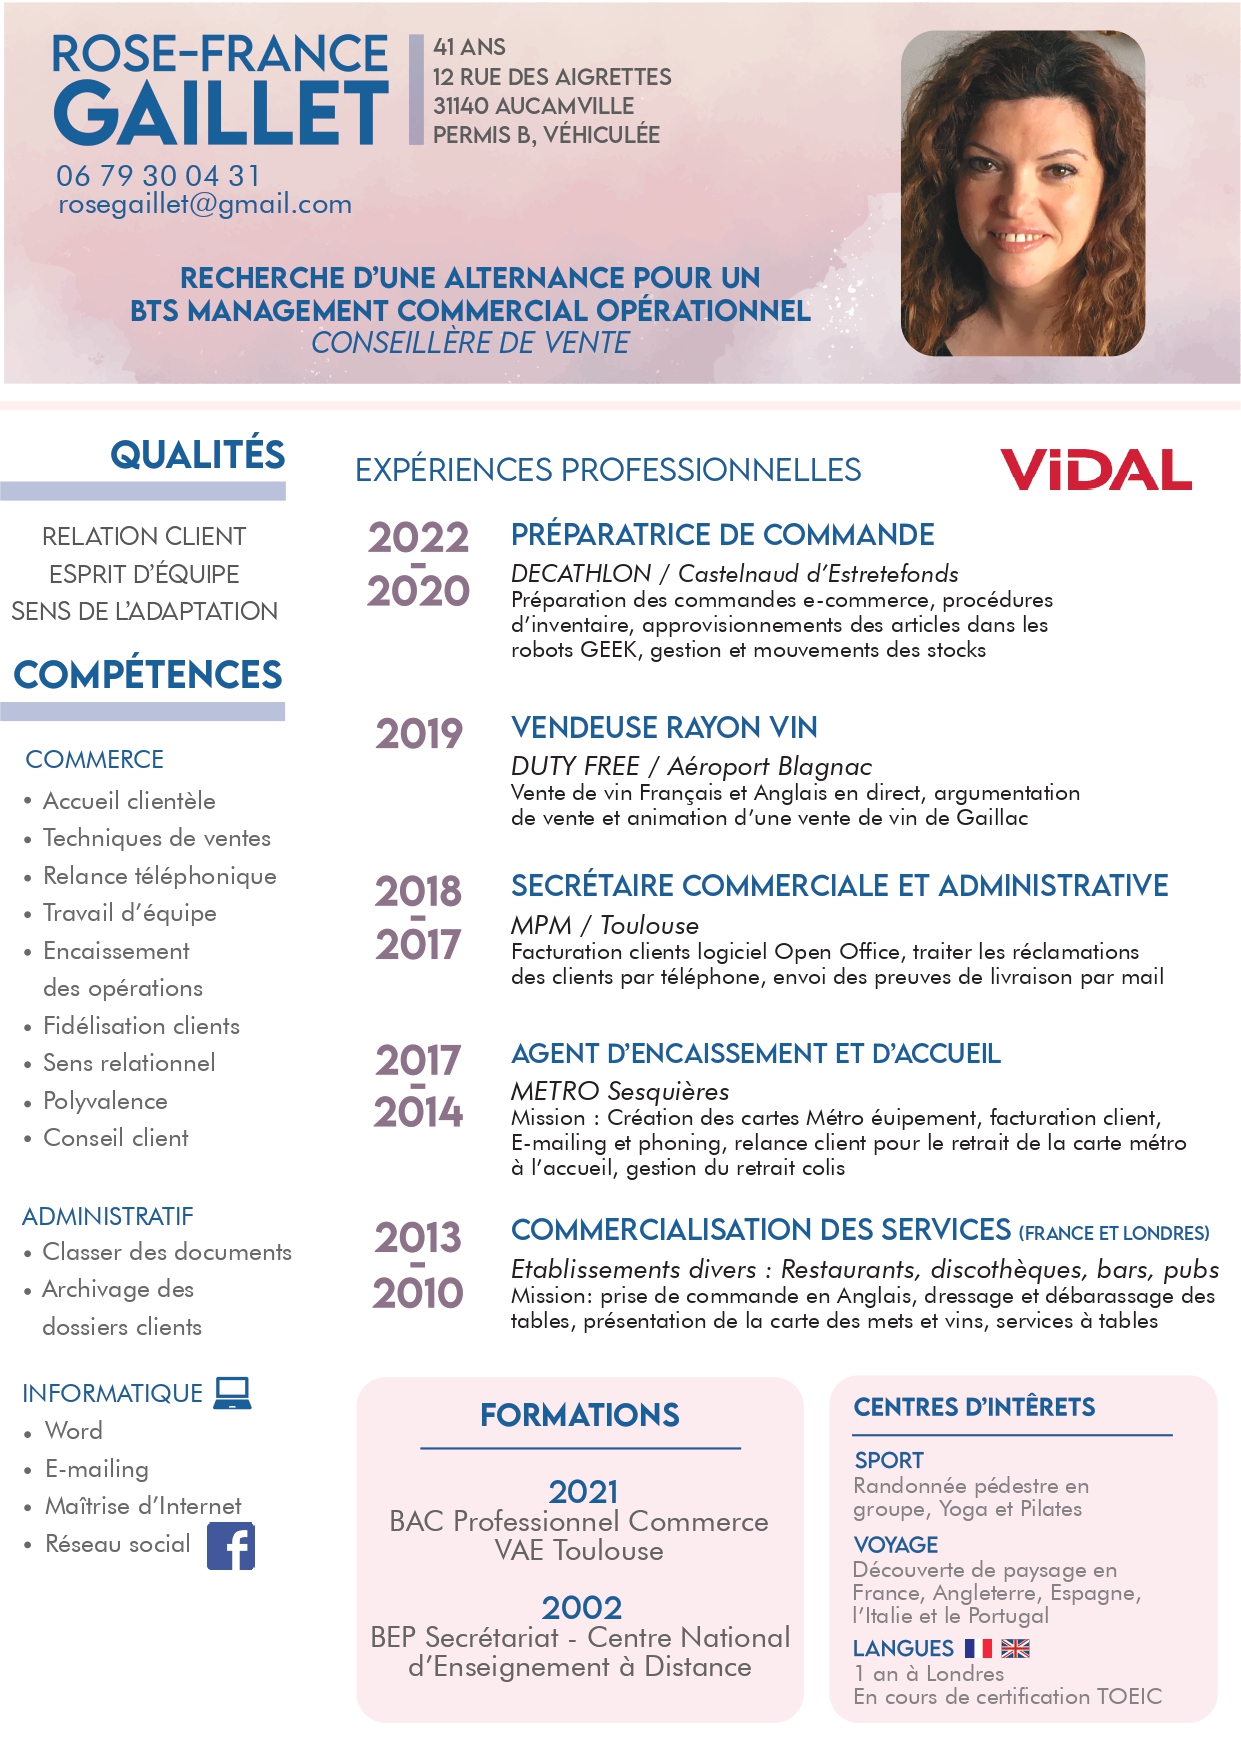 ROSE-FRANCE
GAILLET
06 79 30 04 31
rosegaillet@gmail.com
41 ANS
12 RUE DES AIGRETTES
31140 AUCAMVILLE
PERMIS B, VÉHICULÉE
RECHERCHE D'UNE ALTERNANCE POUR UN
BTS MANAGEMENT COMMERCIAL OPÉRATIONNEL
CONSEILLÈRE DE VENTE
QUALITÉS
RELATION CLIENT
ESPRIT D'ÉQUIPE
SENS DE L'ADAPTATION
COMPÉTENCES
COMMERCE
• Accueil clientèle
• Techniques de ventes
• Relance téléphonique
• Travail d'équipe
• Encaissement
des opérations
• Fidélisation clients
• Sens relationnel
• Polyvalence
• Conseil client
ADMINISTRATIF
• Classer des documents
• Archivage des
dossiers clients
INFORMATIQUE
• Word
• E-mailing
• Maîtrise d'Internet
• Réseau social
f
EXPÉRIENCES PROFESSIONNELLES
ViDAL
2022
-
2020
PRÉPARATRICE DE COMMANDE
DECATHLON / Castelnaud d'Estretefonds
Préparation des commandes e-commerce, procédures
d'inventaire, approvisionnements des articles dans les
robots GEEK, gestion et mouvements des stocks
2019
VENDEUSE RAYON VIN
DUTY FREE / Aéroport Blagnac
Vente de vin Français et Anglais en direct, argumentation
de vente et animation d'une vente de vin de Gaillac
2018
-
2017
SECRÉTAIRE COMMERCIALE ET ADMINISTRATIVE
MPM / Toulouse
Facturation clients logiciel Open Office, traiter les réclamations
des clients par téléphone, envoi des preuves de livraison par mail
2017
-
2014
AGENT D'ENCAISSEMENT ET D'ACCUEIL
METRO Sesquières
Mission : Création des cartes Métro éuipement, facturation client,
E-mailing et phoning, relance client pour le retrait de la carte métro
à l'accueil, gestion du retrait colis
2013
-
2010
COMMERCIALISATION DES SERVICES (FRANCE ET LONDRES)
Etablissements divers : Restaurants, discothèques, bars, pubs
Mission: prise de commande en Anglais, dressage et débarassage des
tables, présentation de la carte des mets et vins, services à tables
FORMATIONS
2021
BAC Professionnel Commerce
VAE Toulouse
2002
BEP Secrétariat - Centre National
d'Enseignement à Distance
CENTRES D'INTÊRETS
SPORT
Randonnée pédestre en
groupe, Yoga et Pilates
VOYAGE
Découverte de paysage en
France, Angleterre, Espagne,
l'Italie et le Portugal
LANGUES
1 an à Londres
En cours de certification TOEIC